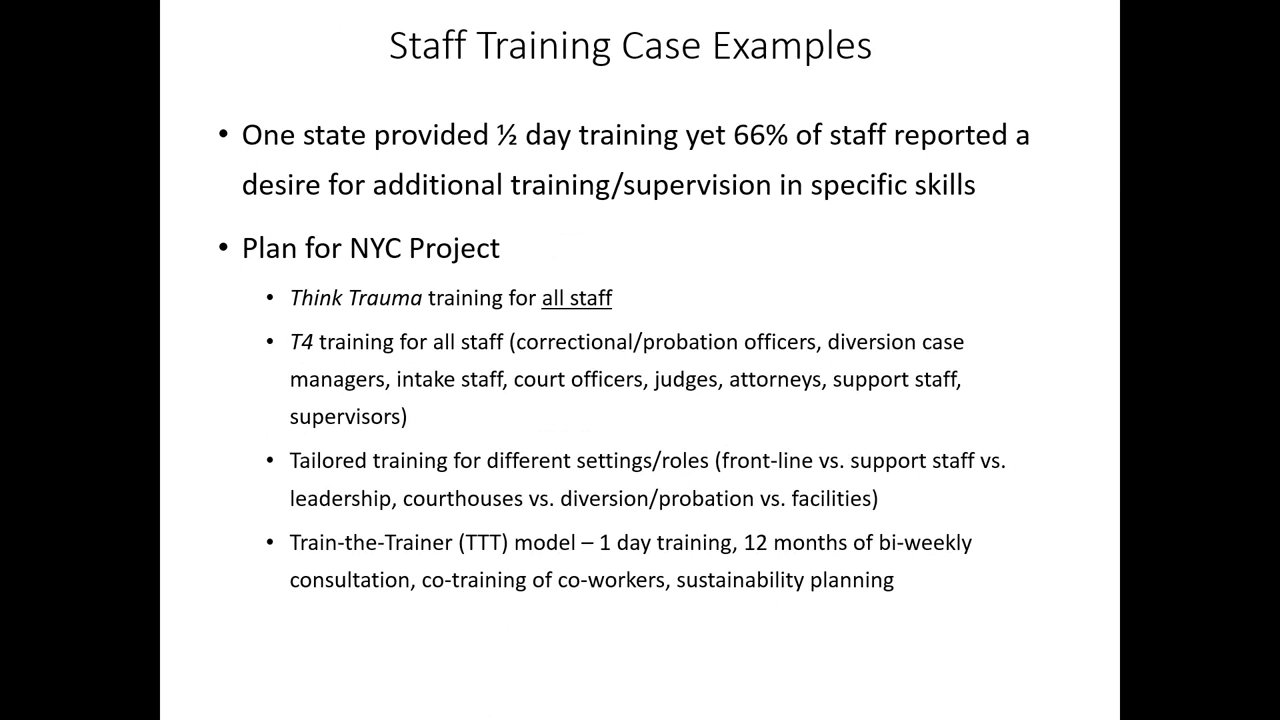 Staff Training Case Examples
• One state provided ½ day training yet 66% of staff reported a
desire for additional training/supervision in specific skills
• Plan for NYC Project
• Think Trauma training for all staff
• T4 training for all staff (correctional/probation officers, diversion case
managers, intake staff, court officers, judges, attorneys, support staff,
supervisors)
• Tailored training for different settings/roles (front-line vs. support staff vs.
leadership, courthouses vs. diversion/probation vs. facilities)
• Train-the-Trainer (TTT) model – 1 day training, 12 months of bi-weekly
consultation, co-training of co-workers, sustainability planning